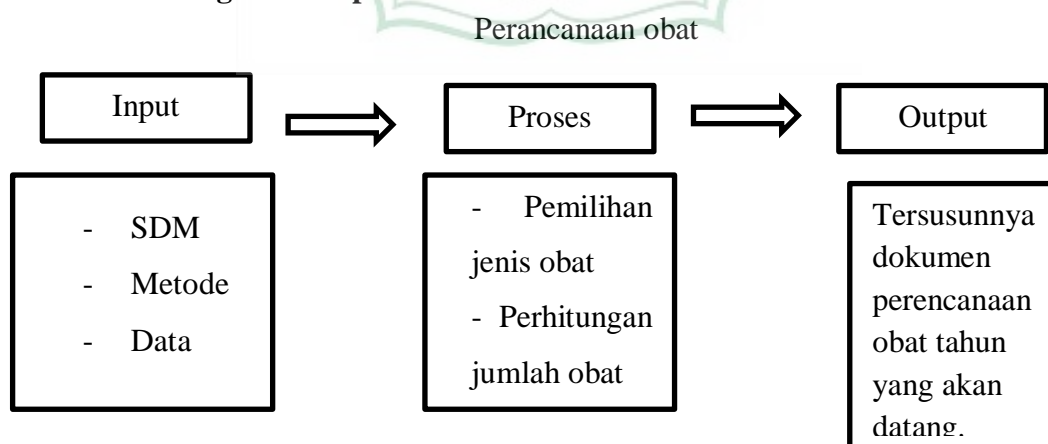 Perancanaan obat
Input
Proses
Output
- SDM
- Metode
- Data
- Pemilihan
jenis obat
- Perhitungan
jumlah obat
Tersusunnya
dokumen
perencanaan
obat tahun
yang akan
datang.